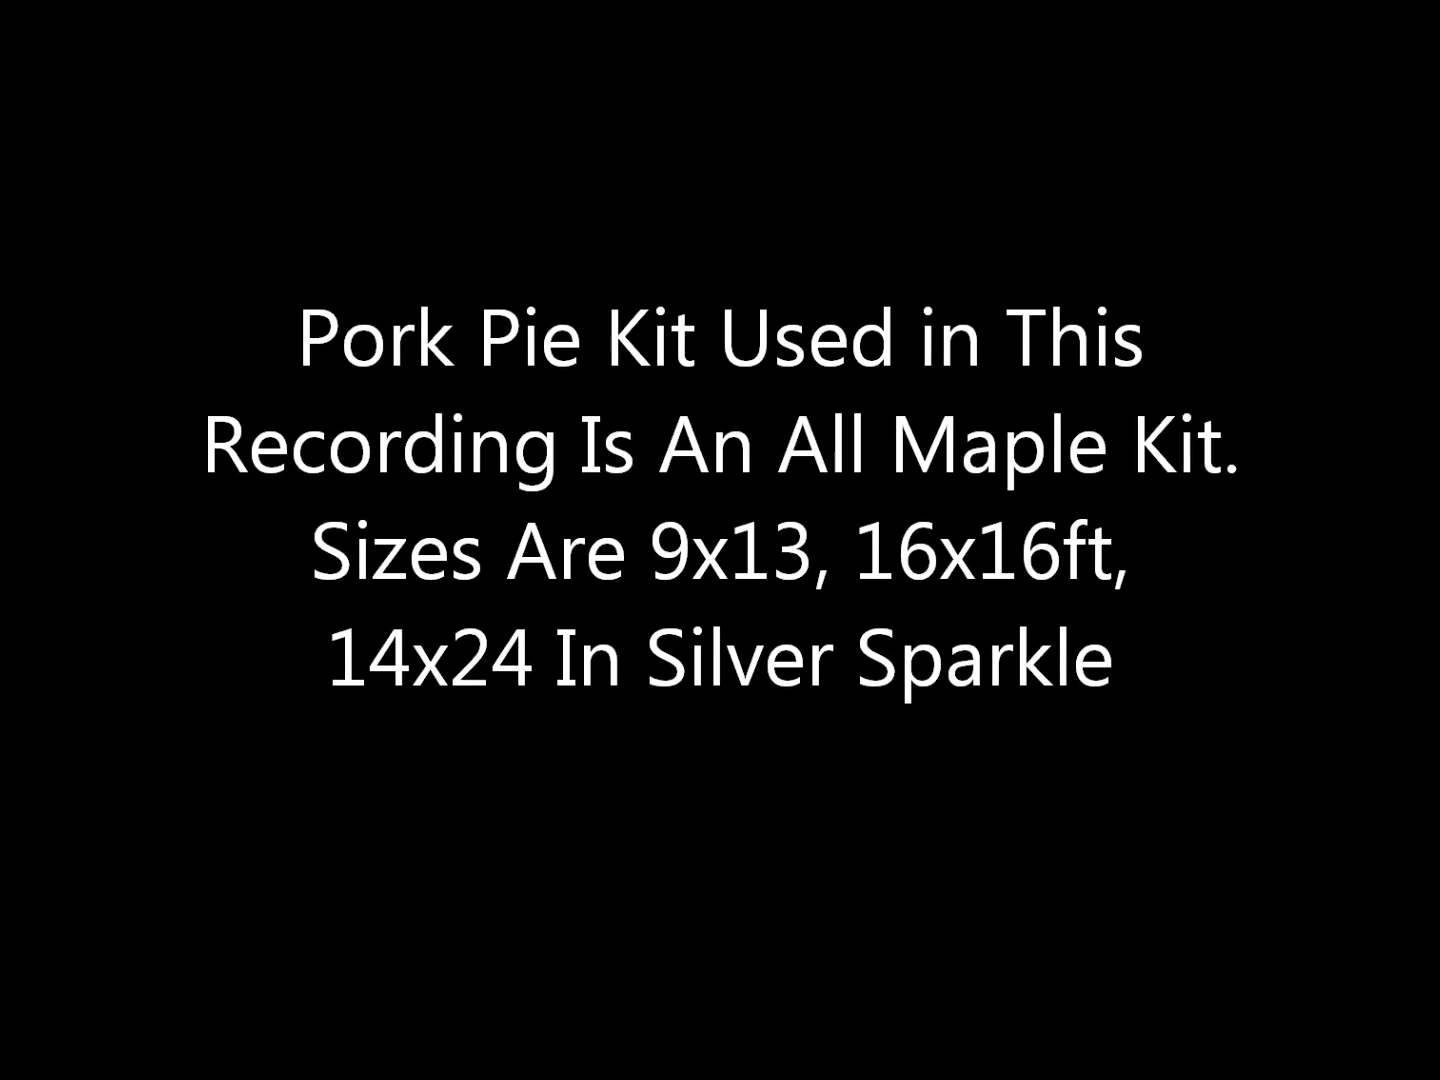 Pork Pie Kit Used in This
Recording Is An All Maple Kit.
Sizes Are 9x13, 16x16ft,
14x24 In Silver Sparkle